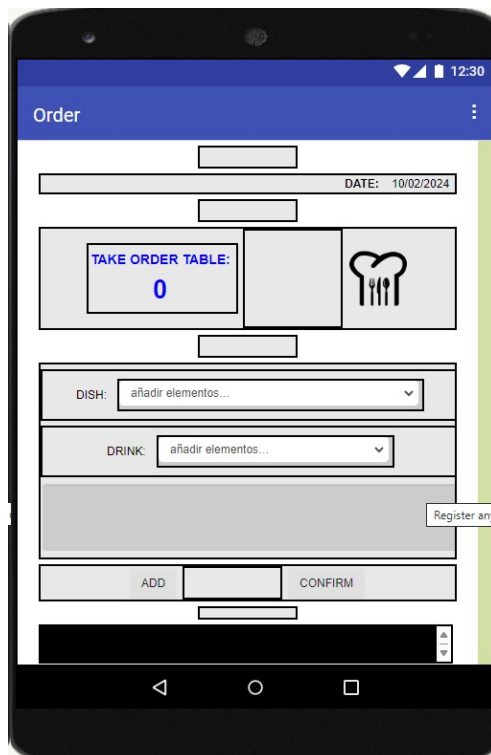 12:30
Order
DATE: 10/02/2024
TAKE ORDER TABLE:
0
DISH: añadir elementos...
DRINK: añadir elementos...
Register any
ADD CONFIRM